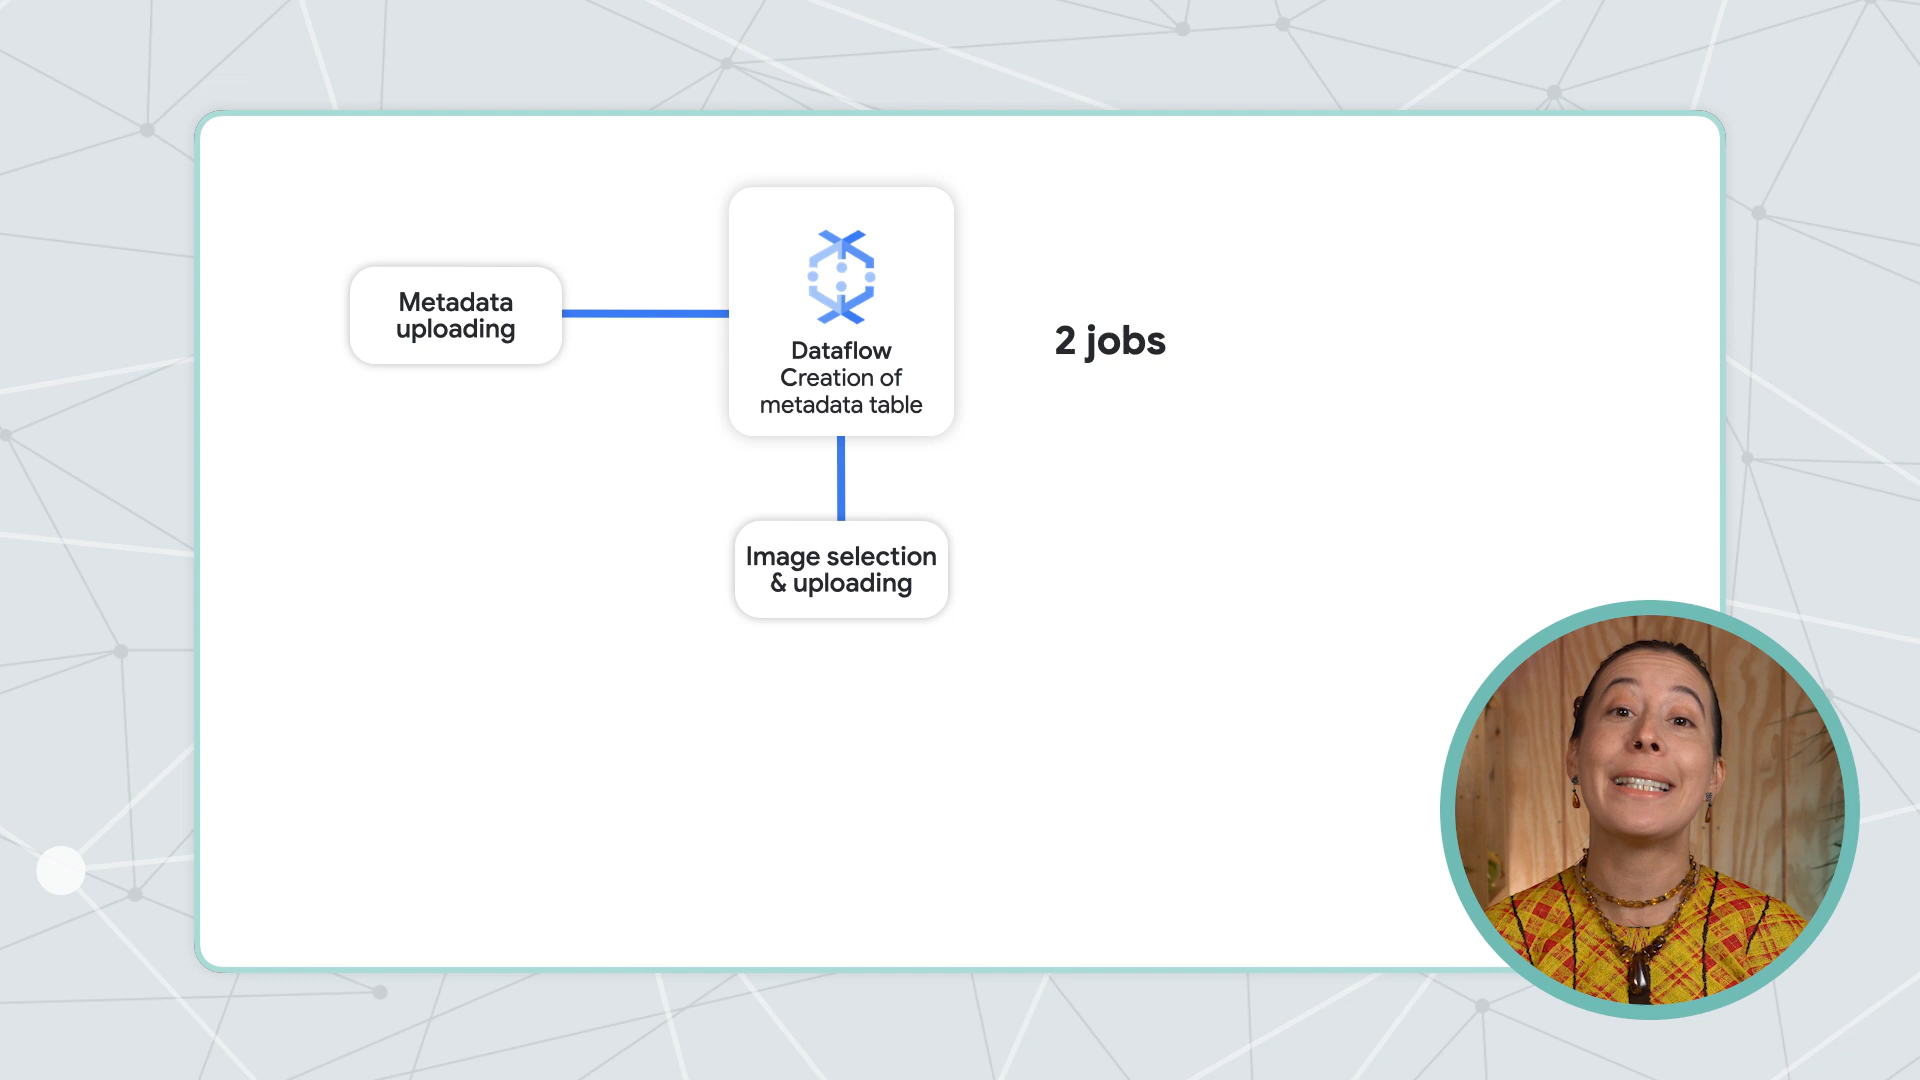 Metadata
uploading
Dataflow
Creation of
metadata table
2 jobs
Image selection
& uploading